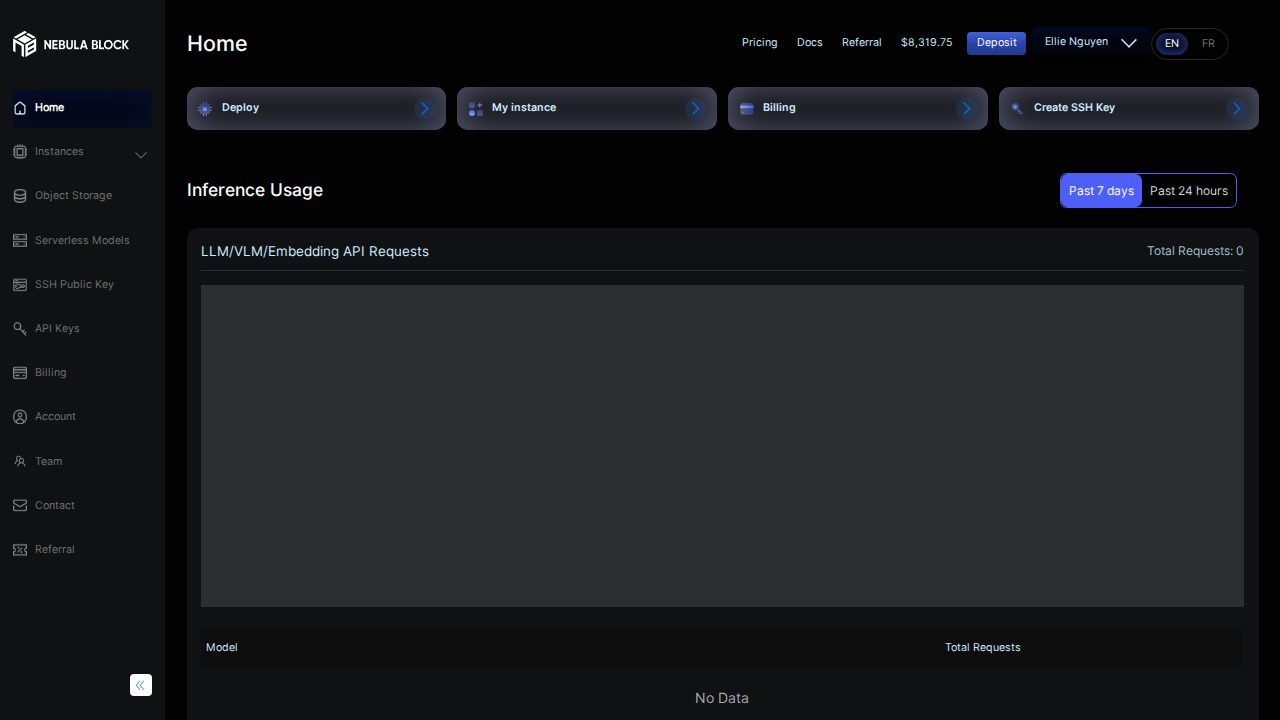 NEBULA BLOCK
Home
Instances
Object Storage
Serverless Models
SSH Public Key
API Keys
Billing
Account
Team
Contact
Referral
Home
Pricing
Docs
Referral
$8,319.75
Deposit
Ellie Nguyen
EN
FR
Deploy
My instance
Billing
Create SSH Key
Inference Usage
Past 7 days
Past 24 hours
LLM/VLM/Embedding API Requests
Total Requests: 0
Model
Total Requests
No Data